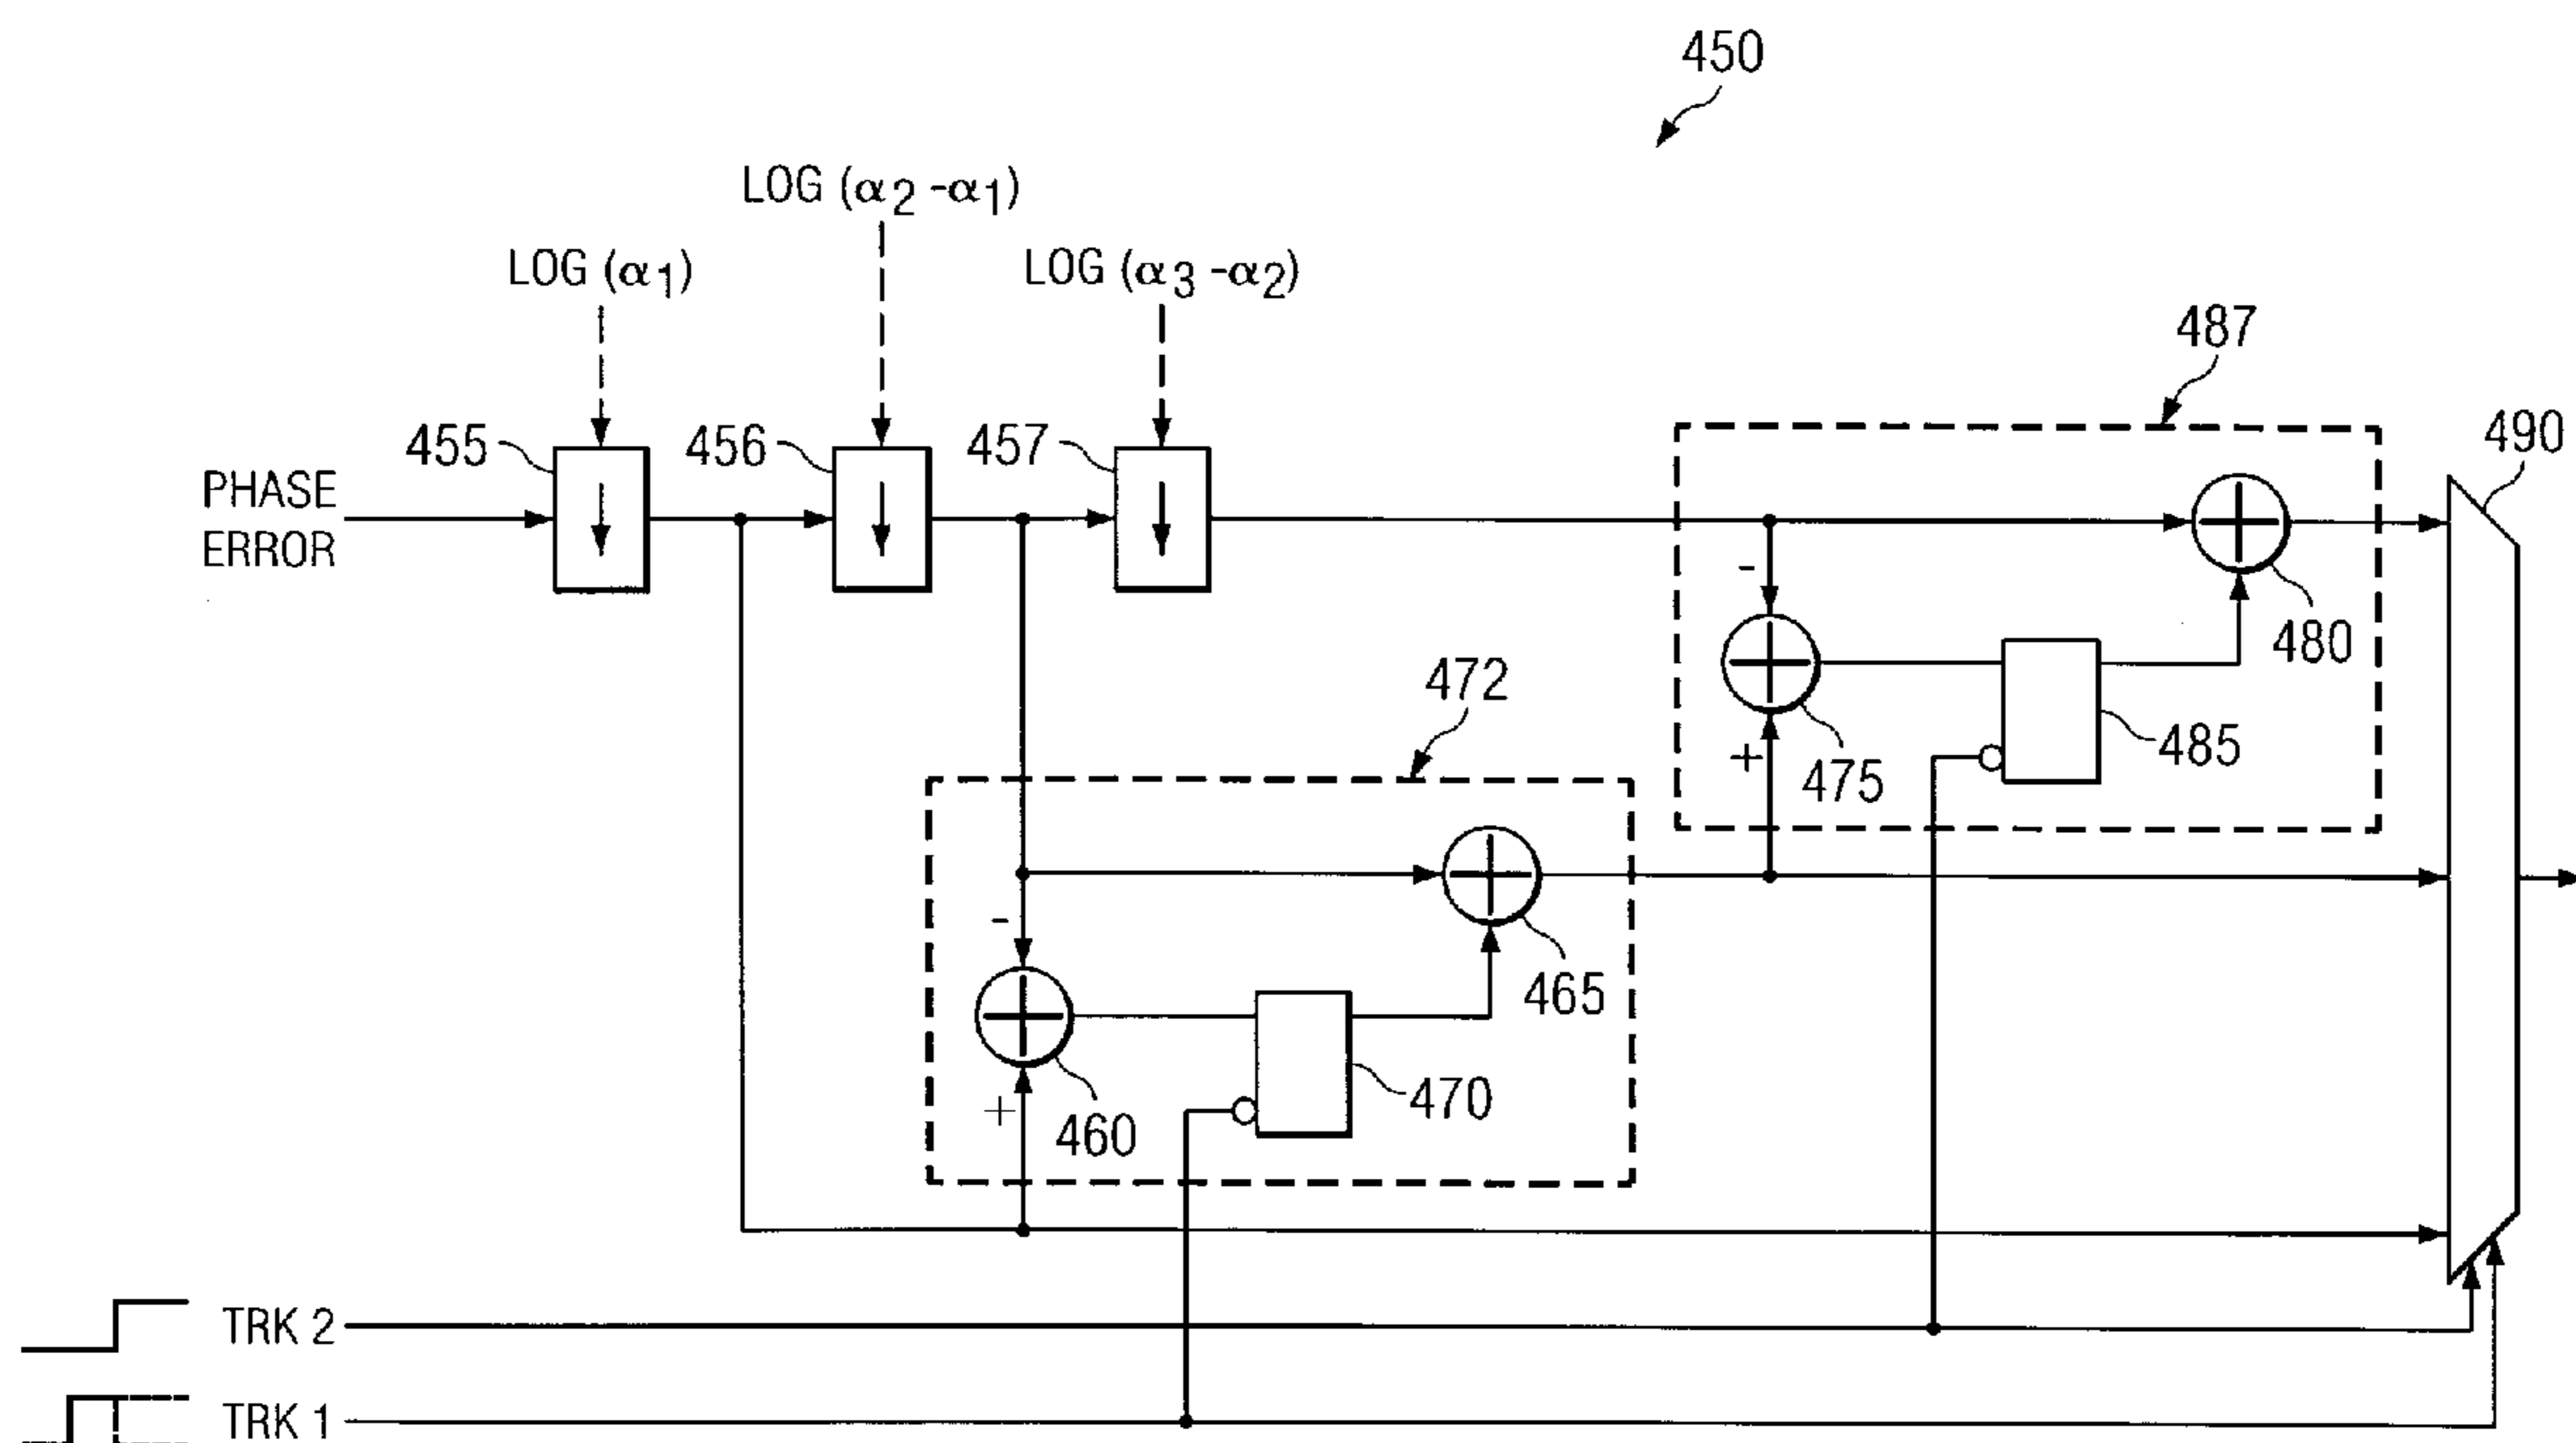 450
LOG (α2 -α1)
LOG (α1)
LOG (α3 -α2)
487
490
455
456
457
PHASE
ERROR
-
480
472
485
+
475
-
465
470
+
460
TRK 2
TRK 1